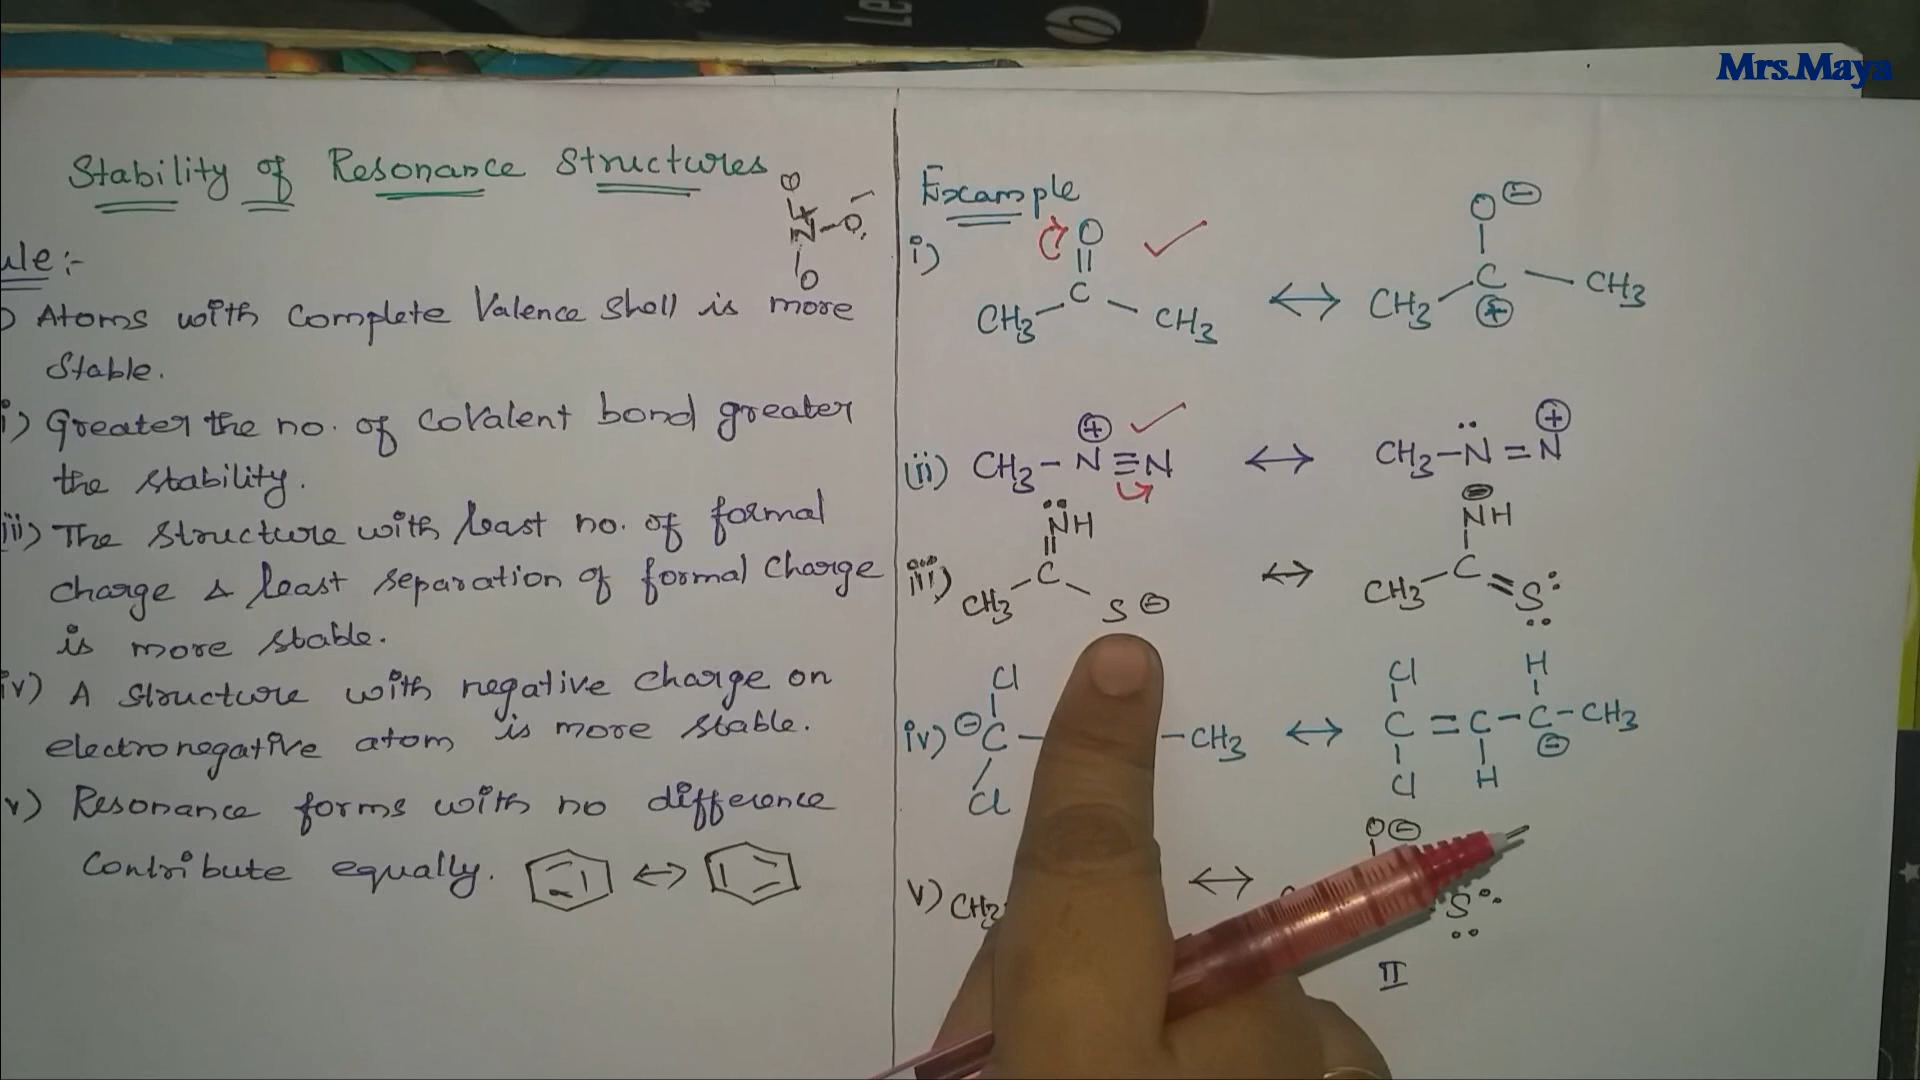 Mrs.Maya
Stability of Resonance Structures
ule :-
Atoms with Complete Valence Shell is more
Stable.
i) Greater the no. of Covalent bond greater
the stability.
iii) The Structure with least no. of formal
charge & least separation of formal charge
is more stable.
iv) A structure with negative charge on
electronegative atom is more stable.
v) Resonance forms with no difference
Contribute equally. ↔
O
+
N-O:
-
O
Example
i)
O
||
C
CH3 CH3
↔
O⊖
|
C
CH3 ⊕ CH3
(ii) CH3-N≡N ↔ CH3-N̈=N
⊕ ⊕
iii)
N̈H
||
C
CH3 S⊖
↔
⊖
NH
|
C
CH3 S
iv)
Cl
⊖C
Cl
-CH3 ↔
Cl H
C=C-C-CH3
Cl H ⊖
v) CH3 ↔
O⊖
S
II